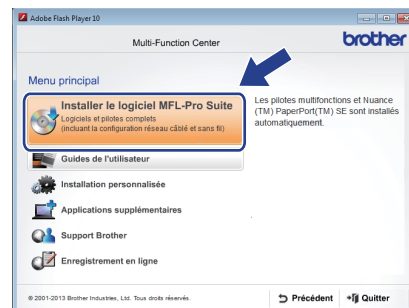 Adobe Flash Player 10
Multi-Function Center
brother
Menu principal
Installer le logiciel MFL-Pro Suite
Logiciels et pilotes complets
(incluant la configuration réseau câblé et sans fil)
Les pilotes multifonctions et Nuance
(TM) PaperPort(TM) SE sont installés
automatiquement.
Guides de l'utilisateur
Installation personnalisée
Applications supplémentaires
Support Brother
Enregistrement en ligne
© 2001-2013 Brother Industries, Ltd. Tous droits réservés.
Précédent
Quitter